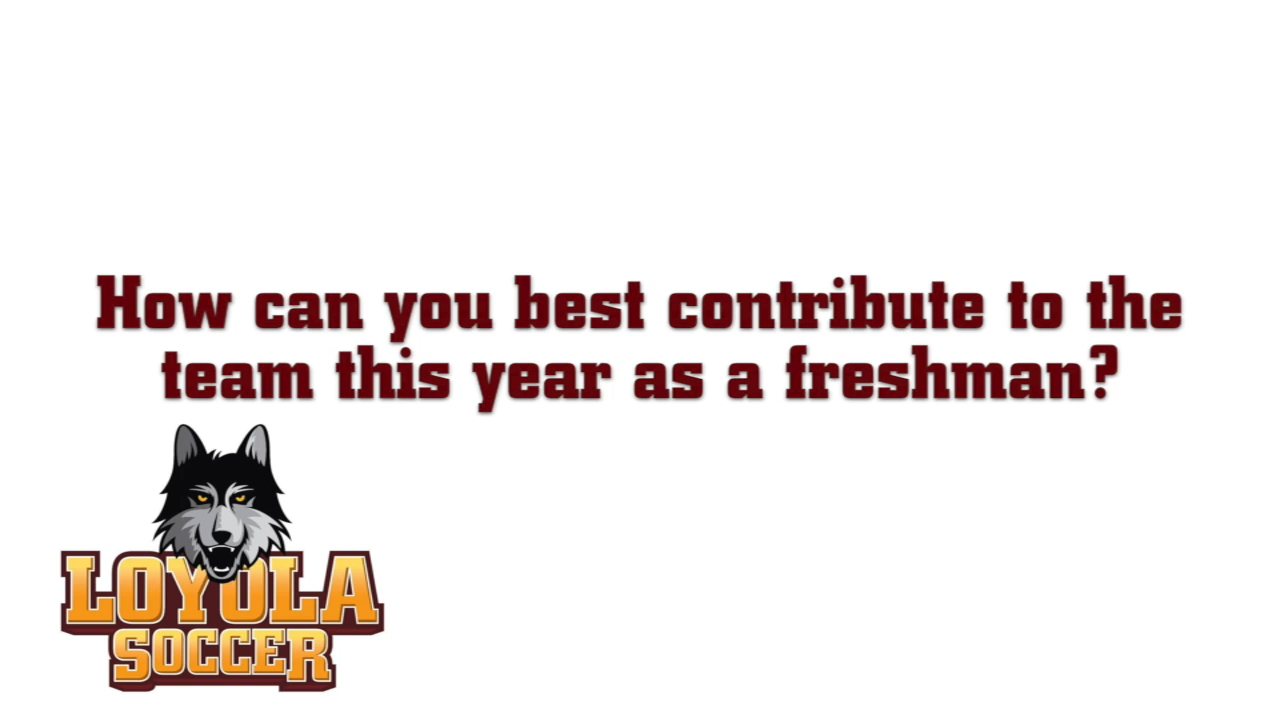 How can you best contribute to the
team this year as a freshman?
LOYOLA
SOCCER